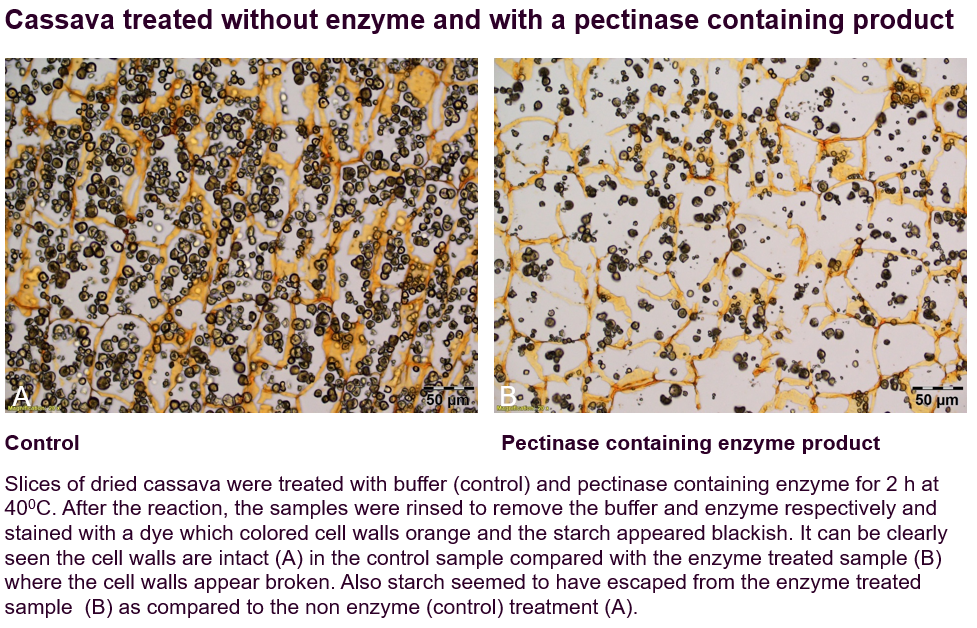 Cassava treated without enzyme and with a pectinase containing product
A
50 µm
B
50 µm
Control
Pectinase containing enzyme product
Slices of dried cassava were treated with buffer (control) and pectinase containing enzyme for 2 h at
40⁰C. After the reaction, the samples were rinsed to remove the buffer and enzyme respectively and
stained with a dye which colored cell walls orange and the starch appeared blackish. It can be clearly
seen the cell walls are intact (A) in the control sample compared with the enzyme treated sample (B)
where the cell walls appear broken. Also starch seemed to have escaped from the enzyme treated
sample  (B) as compared to the non enzyme (control) treatment (A).